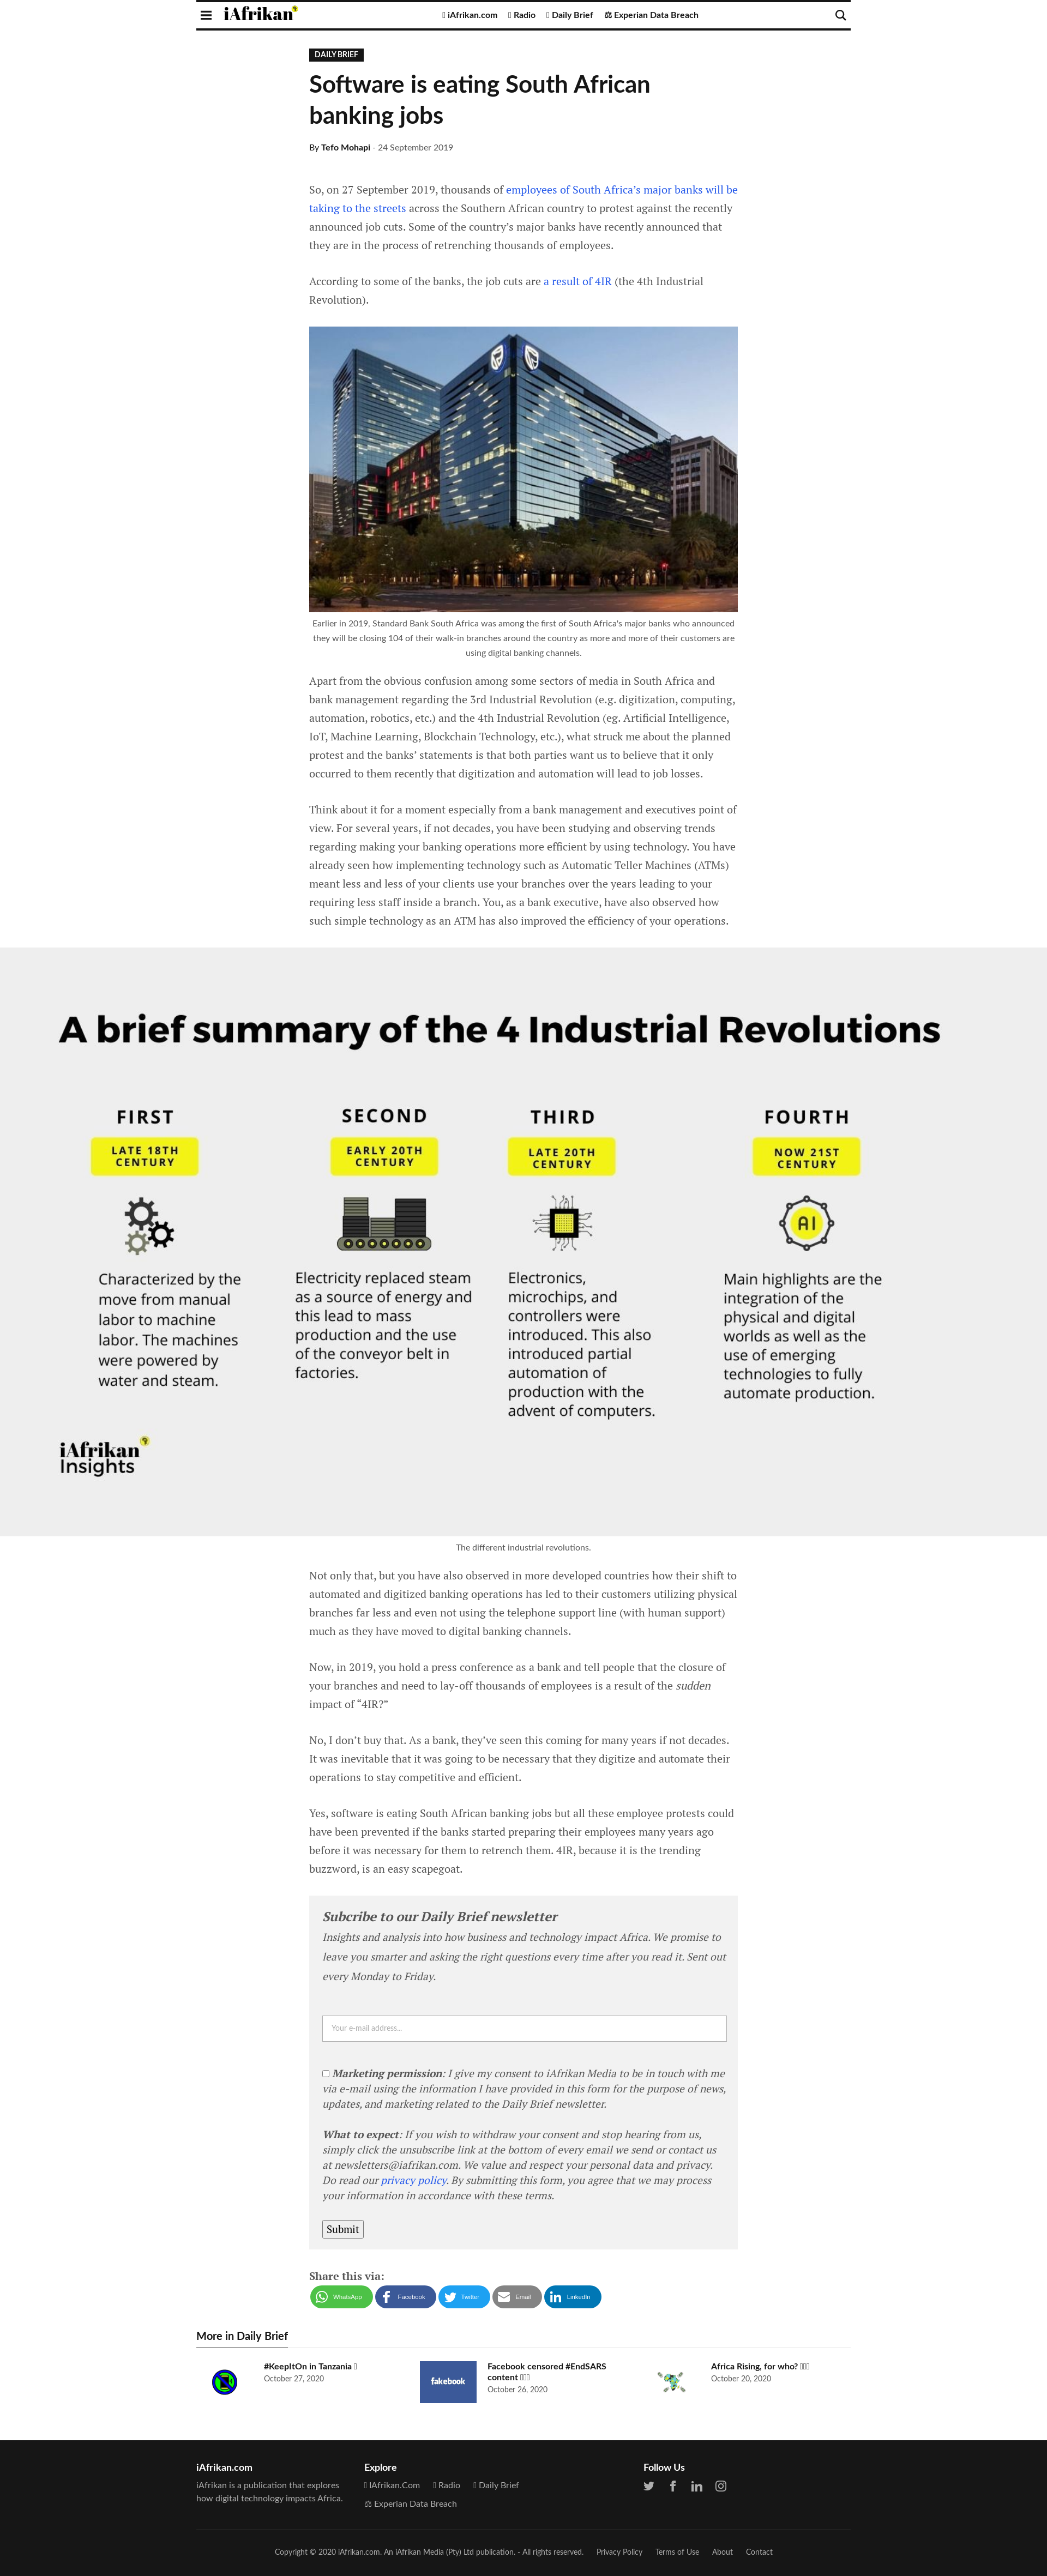 iAfrikan
iAfrikan.com Radio Daily Brief ⚖ Experian Data Breach
DAILY BRIEF
Software is eating South African
banking jobs
By Tefo Mohapi - 24 September 2019
So, on 27 September 2019, thousands of employees of South Africa’s major banks will be
taking to the streets across the Southern African country to protest against the recently
announced job cuts. Some of the country’s major banks have recently announced that
they are in the process of retrenching thousands of employees.
According to some of the banks, the job cuts are a result of 4IR (the 4th Industrial
Revolution).
Earlier in 2019, Standard Bank South Africa was among the first of South Africa's major banks who announced
they will be closing 104 of their walk-in branches around the country as more and more of their customers are
using digital banking channels.
Apart from the obvious confusion among some sectors of media in South Africa and
bank management regarding the 3rd Industrial Revolution (e.g. digitization, computing,
automation, robotics, etc.) and the 4th Industrial Revolution (eg. Artificial Intelligence,
IoT, Machine Learning, Blockchain Technology, etc.), what struck me about the planned
protest and the banks’ statements is that both parties want us to believe that it only
occurred to them recently that digitization and automation will lead to job losses.
Think about it for a moment especially from a bank management and executives point of
view. For several years, if not decades, you have been studying and observing trends
regarding making your banking operations more efficient by using technology. You have
already seen how implementing technology such as Automatic Teller Machines (ATMs)
meant less and less of your clients use your branches over the years leading to your
requiring less staff inside a branch. You, as a bank executive, have also observed how
such simple technology as an ATM has also improved the efficiency of your operations.
A brief summary of the 4 Industrial Revolutions
FIRST
LATE 18TH
CENTURY
Characterized by the
move from manual
labor to machine
labor. The machines
were powered by
water and steam.
SECOND
EARLY 20TH
CENTURY
Electricity replaced steam
as a source of energy and
this lead to mass
production and the use
of the conveyor belt in
factories.
THIRD
LATE 20TH
CENTURY
Electronics,
microchips, and
controllers were
introduced. This also
introduced partial
automation of
production with the
advent of computers.
FOURTH
NOW 21ST
CENTURY
AI
Main highlights are the
integration of the
physical and digital
worlds as well as the
use of emerging
technologies to fully
automate production.
iAfrikan
Insights
The different industrial revolutions.
Not only that, but you have also observed in more developed countries how their shift to
automated and digitized banking operations has led to their customers utilizing physical
branches far less and even not using the telephone support line (with human support)
much as they have moved to digital banking channels.
Now, in 2019, you hold a press conference as a bank and tell people that the closure of
your branches and need to lay-off thousands of employees is a result of the sudden
impact of “4IR?”
No, I don’t buy that. As a bank, they’ve seen this coming for many years if not decades.
It was inevitable that it was going to be necessary that they digitize and automate their
operations to stay competitive and efficient.
Yes, software is eating South African banking jobs but all these employee protests could
have been prevented if the banks started preparing their employees many years ago
before it was necessary for them to retrench them. 4IR, because it is the trending
buzzword, is an easy scapegoat.
Subcribe to our Daily Brief newsletter
Insights and analysis into how business and technology impact Africa. We promise to
leave you smarter and asking the right questions every time after you read it. Sent out
every Monday to Friday.
Your e-mail address...
Marketing permission: I give my consent to iAfrikan Media to be in touch with me
via e-mail using the information I have provided in this form for the purpose of news,
updates, and marketing related to the Daily Brief newsletter.
What to expect: If you wish to withdraw your consent and stop hearing from us,
simply click the unsubscribe link at the bottom of every email we send or contact us
at newsletters@iafrikan.com. We value and respect your personal data and privacy.
Do read our privacy policy. By submitting this form, you agree that we may process
your information in accordance with these terms.
Submit
Share this via:
WhatsApp Facebook Twitter Email LinkedIn
More in Daily Brief
#KeepItOn in Tanzania
October 27, 2020
fakebook
Facebook censored #EndSARS
content
October 26, 2020
Africa Rising, for who?
October 20, 2020
iAfrikan.com
iAfrikan is a publication that explores
how digital technology impacts Africa.
Explore
IAfrikan.Com Radio Daily Brief
⚖ Experian Data Breach
Follow Us
Copyright © 2020 iAfrikan.com. An iAfrikan Media (Pty) Ltd publication. - All rights reserved. Privacy Policy Terms of Use About Contact